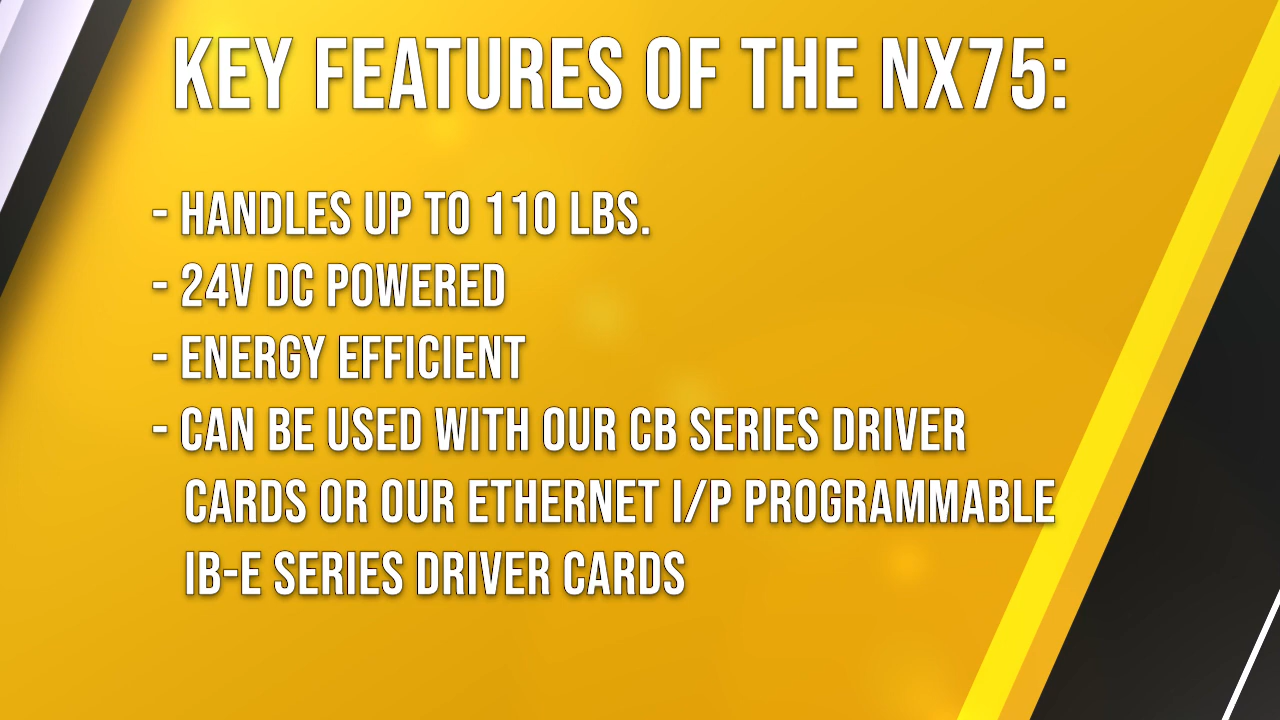 KEY FEATURES OF THE NX75:
- HANDLES UP TO 110 LBS.
- 24V DC POWERED
- ENERGY EFFICIENT
- CAN BE USED WITH OUR CB SERIES DRIVER
CARDS OR OUR ETHERNET I/P PROGRAMMABLE
IB-E SERIES DRIVER CARDS